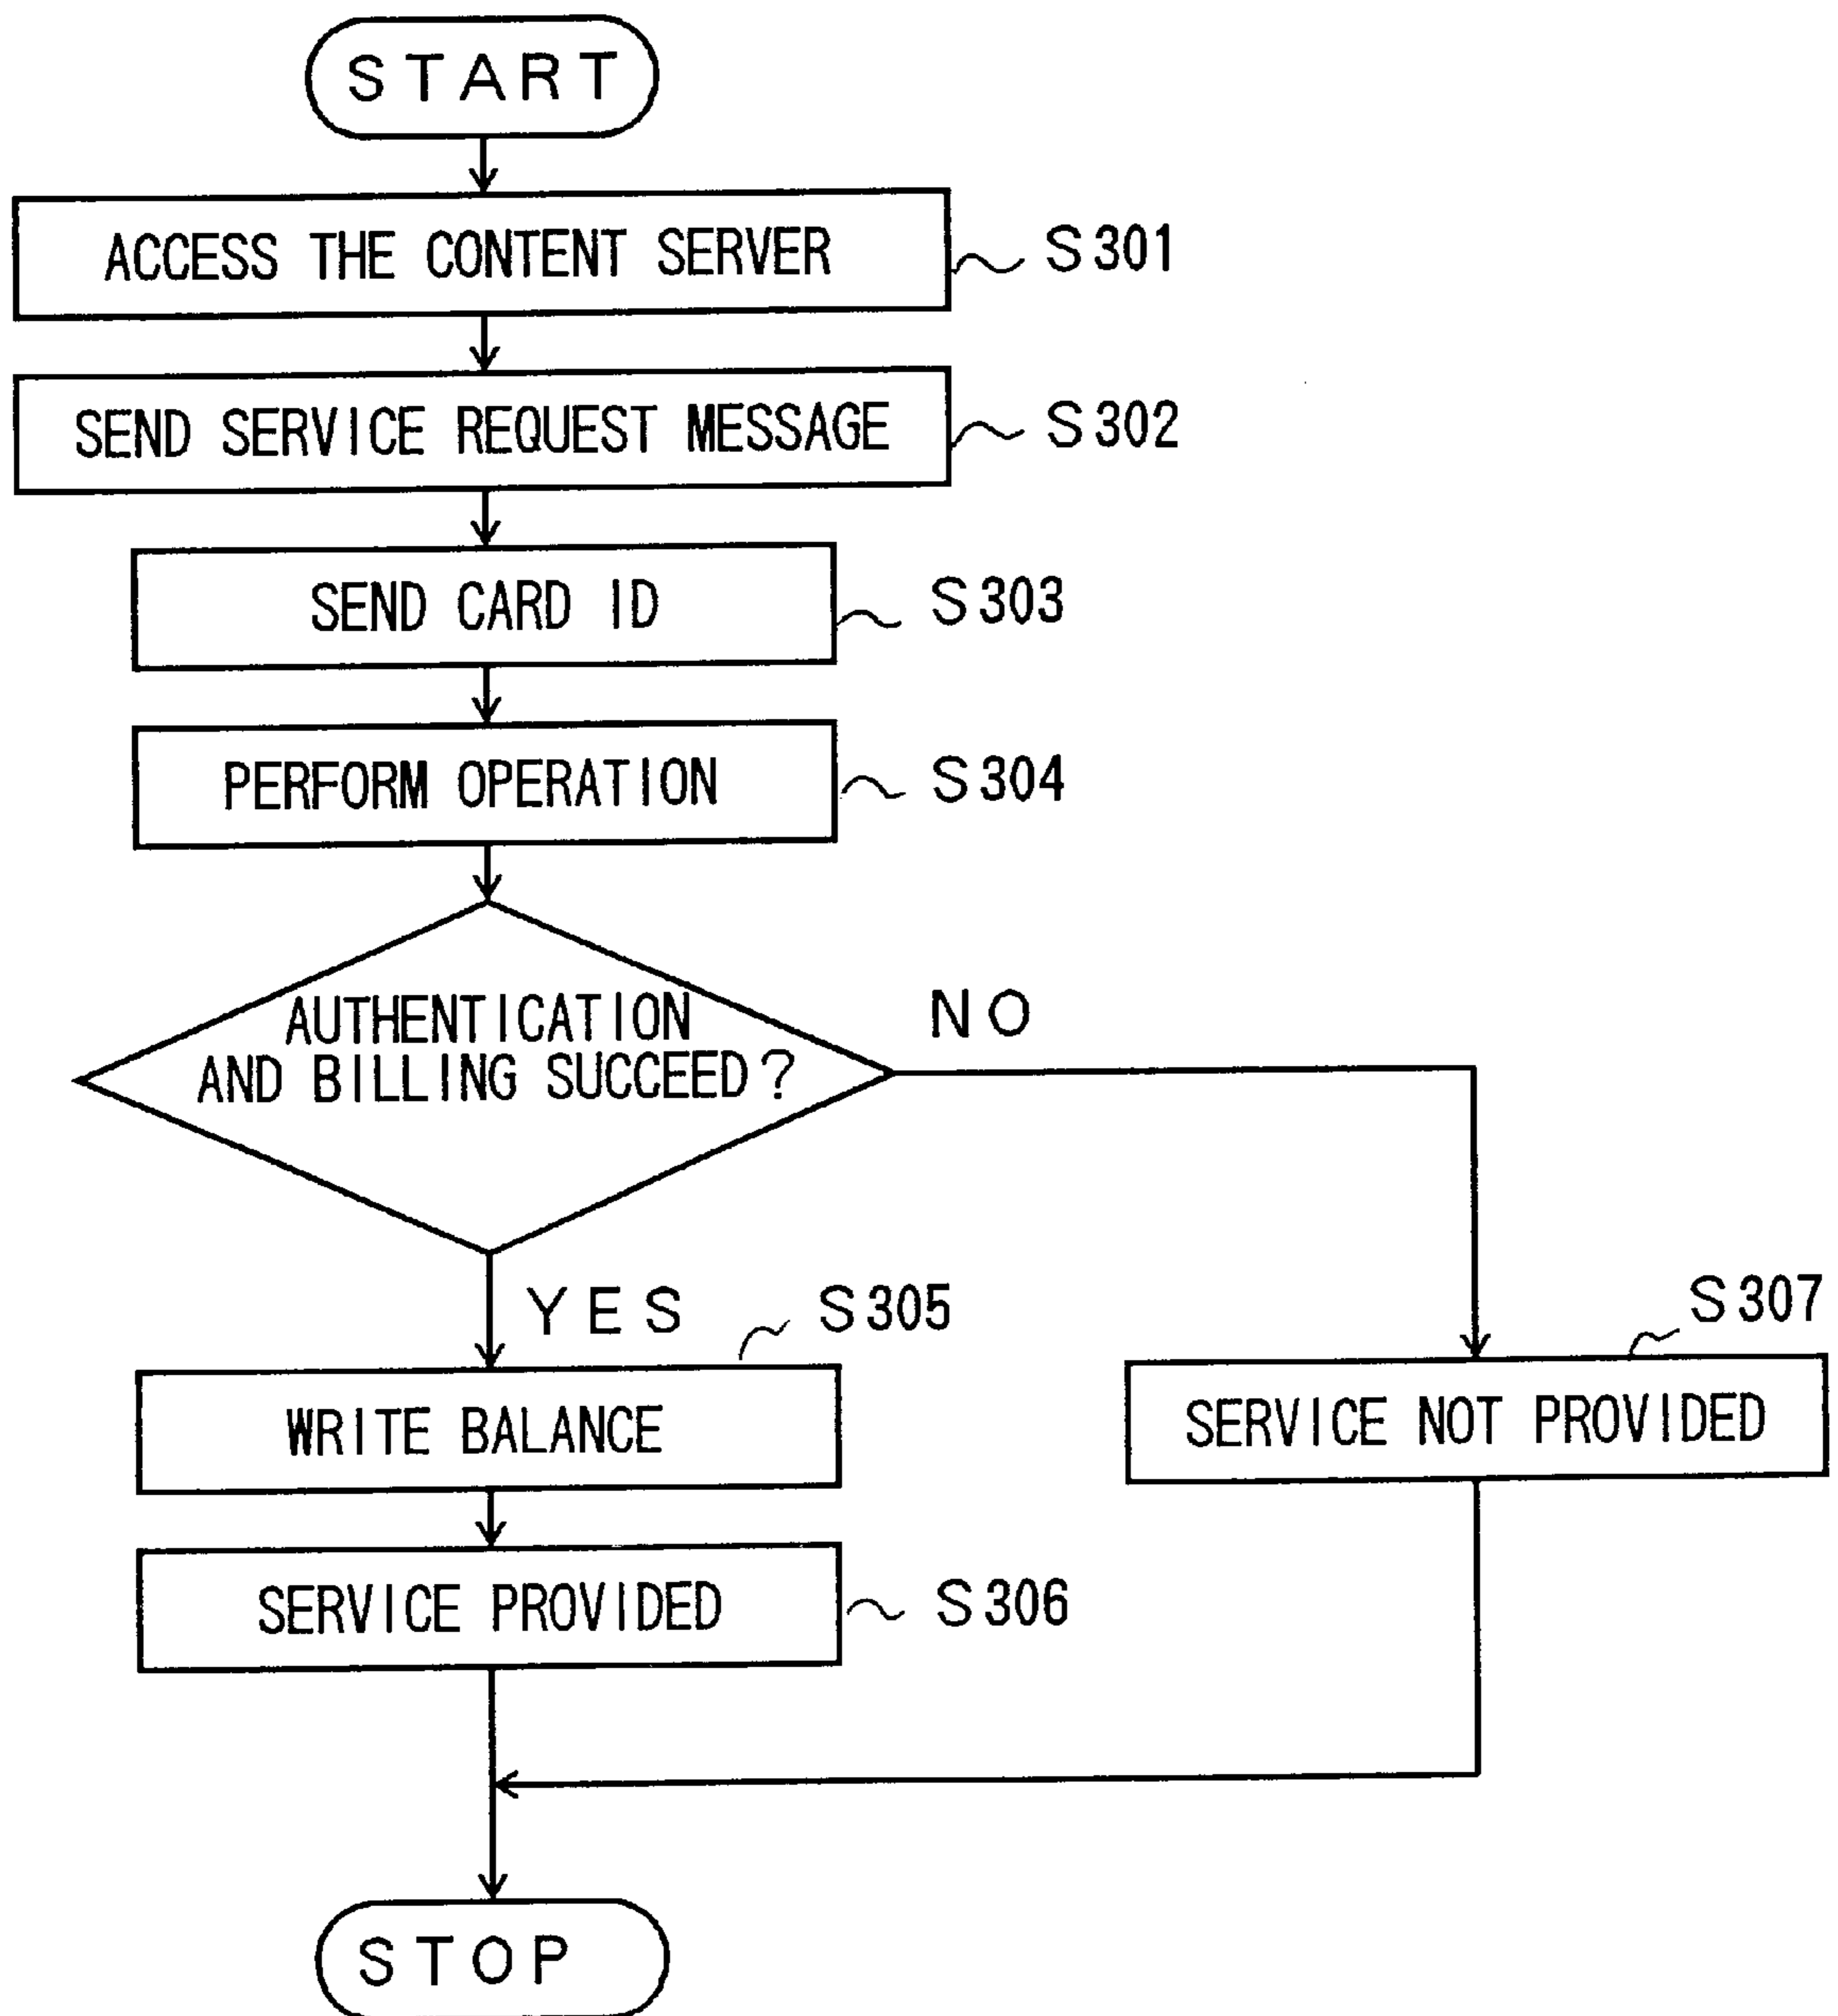 START
ACCESS THE CONTENT SERVER
S301
SEND SERVICE REQUEST MESSAGE
S302
SEND CARD ID
S303
PERFORM OPERATION
S304
AUTHENTICATION
AND BILLING SUCCEED?
NO
YES
S305
S307
WRITE BALANCE
SERVICE NOT PROVIDED
SERVICE PROVIDED
S306
STOP